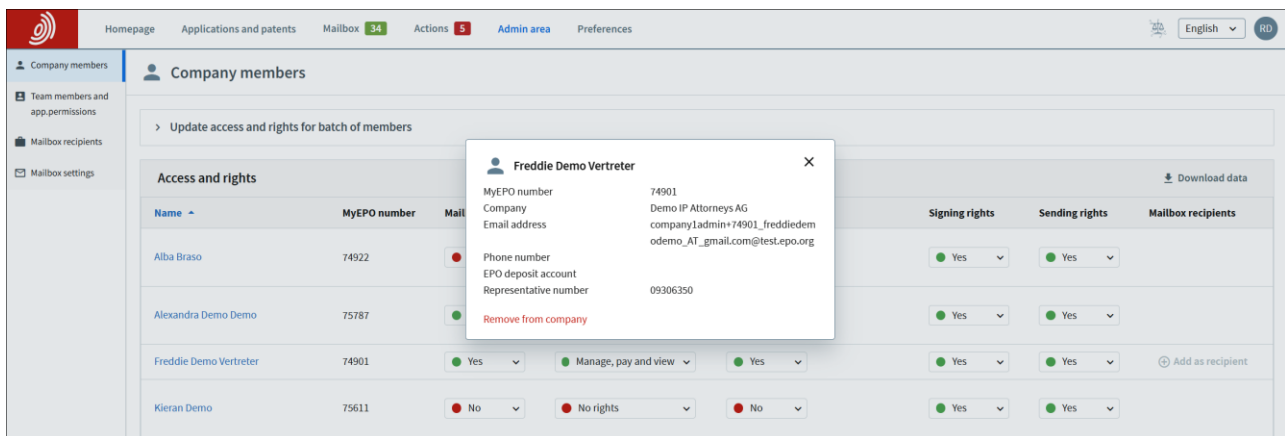 Homepage Applications and patents Mailbox 34 Actions 5 Admin area Preferences English RD
Company members
Team members and
app.permissions
Mailbox recipients
Mailbox settings
Company members
Update access and rights for batch of members
Access and rights Download data
Name MyEPO number Mail Signing rights Sending rights Mailbox recipients
Alba Braso 74922 Yes Yes
Alexandra Demo Demo 75787 Yes Yes
Freddie Demo Vertreter 74901 Yes Manage, pay and view Yes Yes Yes Add as recipient
Kieran Demo 75611 No No rights No Yes Yes
Freddie Demo Vertreter
MyEPO number 74901
Company Demo IP Attorneys AG
Email address company1admin+74901_freddiedem
odemo_AT_gmail.com@test.epo.org
Phone number
EPO deposit account
Representative number 09306350
Remove from company